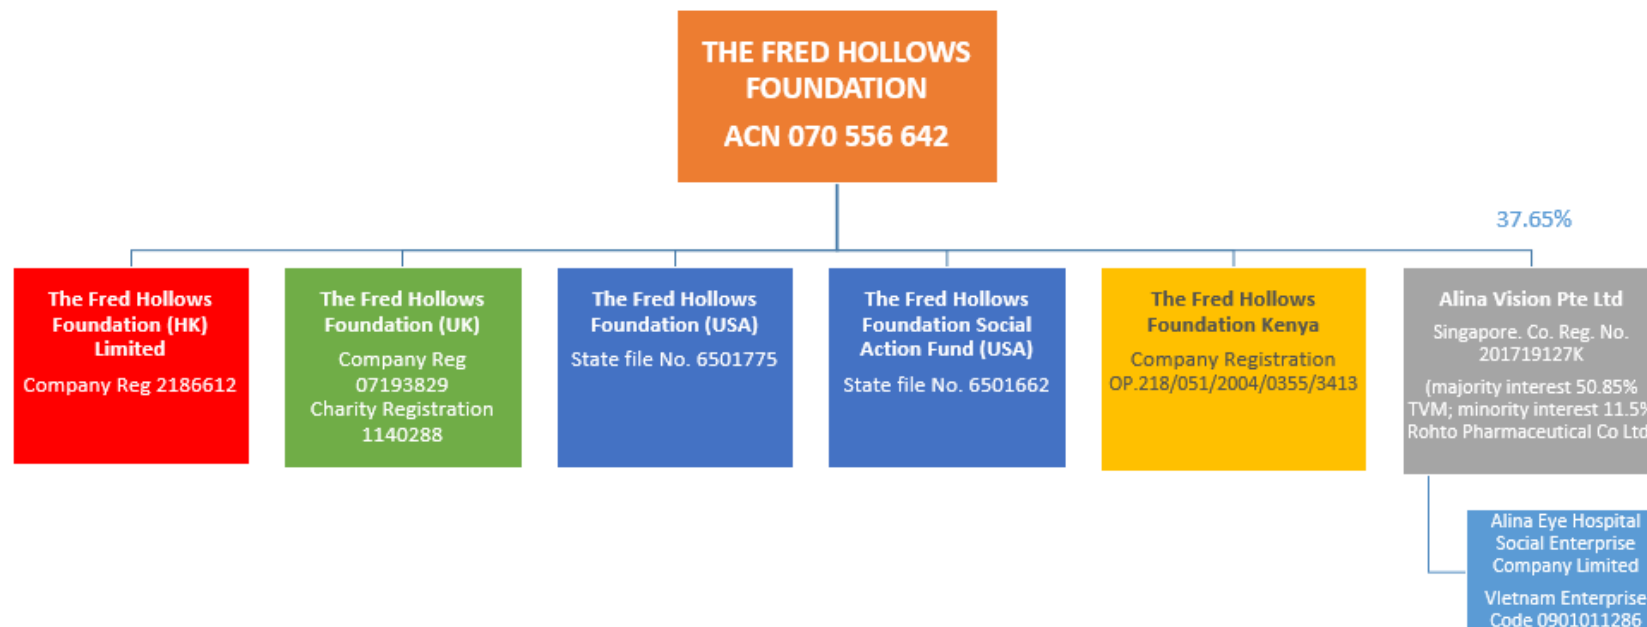 THE FRED HOLLOWS
FOUNDATION
ACN 070 556 642
37.65%
The Fred Hollows
Foundation (HK)
Limited
Company Reg 2186612
The Fred Hollows
Foundation (UK)
Company Reg
07193829
Charity Registration
1140288
The Fred Hollows
Foundation (USA)
State file No. 6501775
The Fred Hollows
Foundation Social
Action Fund (USA)
State file No. 6501662
The Fred Hollows
Foundation Kenya
Company Registration
OP.218/051/2004/0355/3413
Alina Vision Pte Ltd
Singapore. Co. Reg. No.
201719127K
(majority interest 50.85%
TVM; minority interest 11.5%
Rohto Pharmaceutical Co Ltd
Alina Eye Hospital
Social Enterprise
Company Limited
VIetnam Enterprise
Code 0901011286